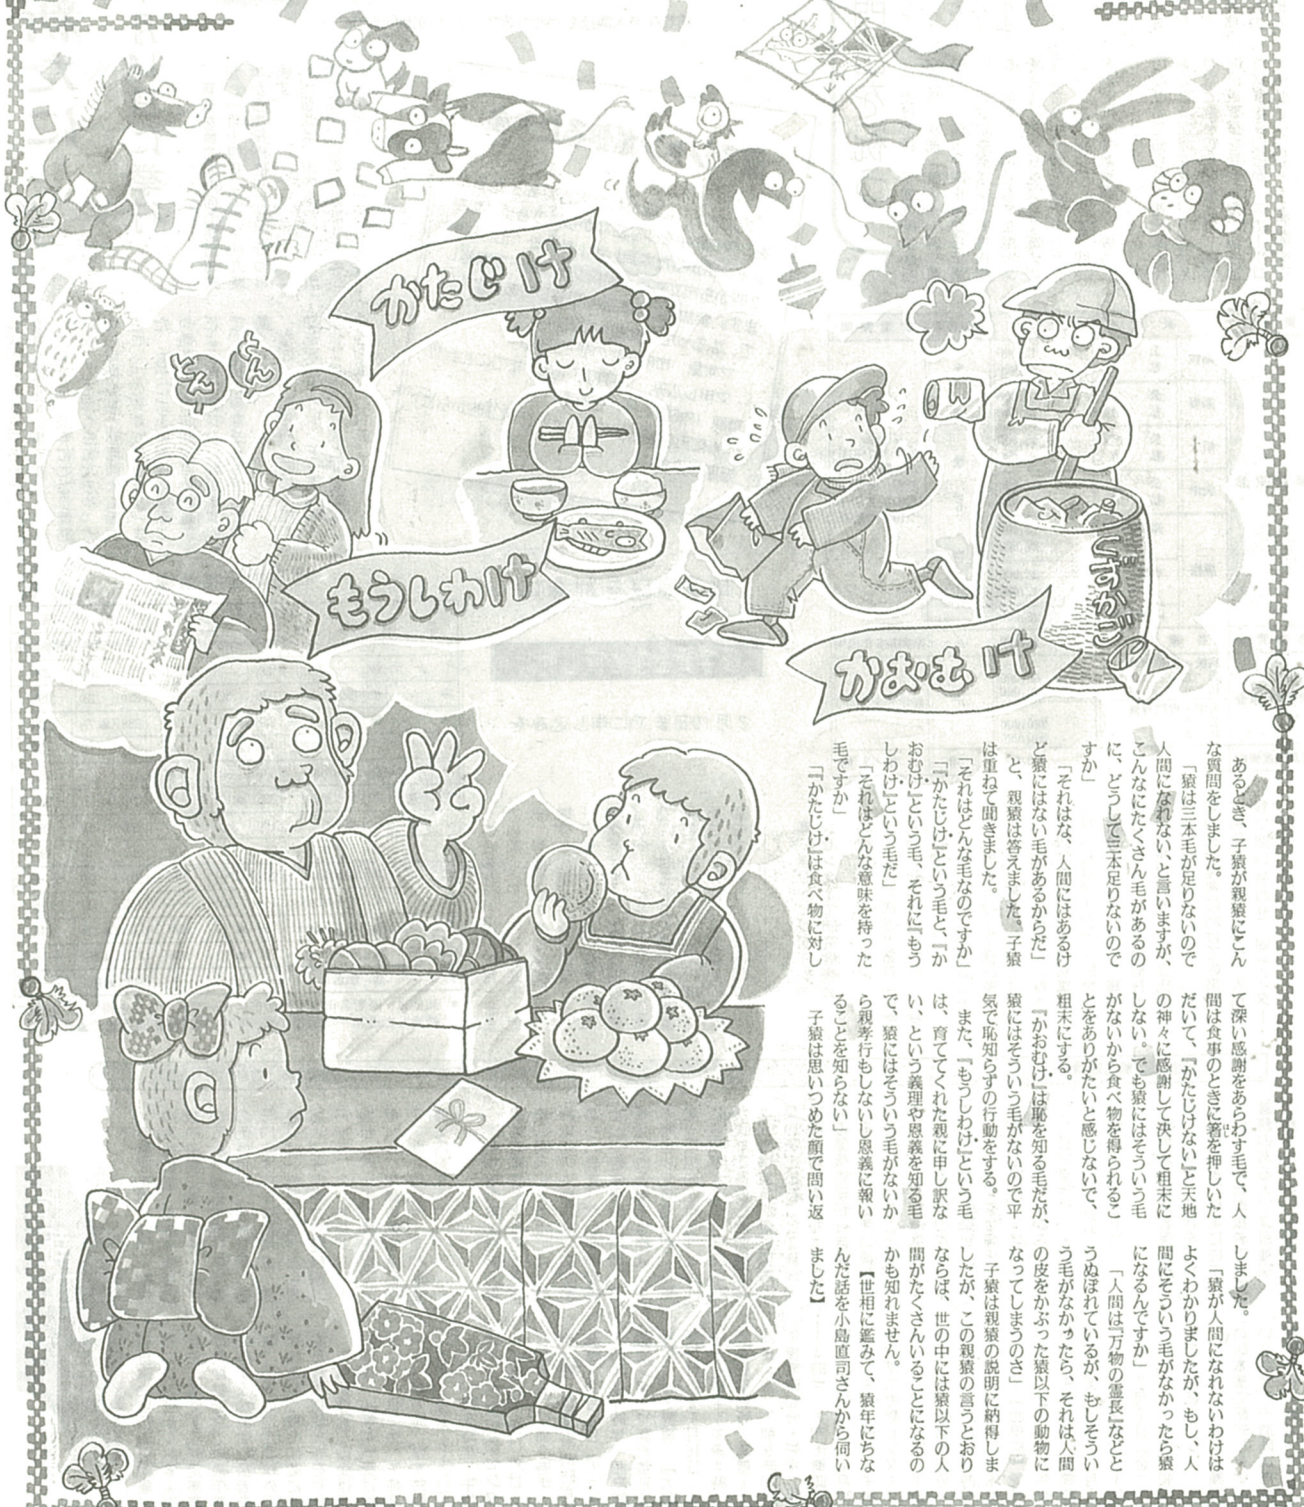 かたじけ
とん
とん
もうしわけ
くずかご
かおむけ
あるとき、子猿が親猿にこん
な質問をしました。
「猿は三本毛が足りないので
人間になれない、と言いますが、
こんなにたくさん毛があるの
に、どうして三本足りないので
すか」
「それはな、人間にはあるけ
ど猿にはない毛があるからだ」
と、親猿は答えました。子猿
は重ねて聞きました。
「それはどんな毛なのですか」
「『かたじけ』という毛と、『か
おむけ』という毛、それに『もう
しわけ』という毛だ」
「それはどんな意味を持った
毛ですか」
「『かたじけ』は食べ物に対し
て深い感謝をあらわす毛で、人
間は食事のときに箸を押しいた
だいて、『かたじけない』と天地
の神々に感謝して決して粗末に
しない。でも猿にはそういう毛
がないから食べ物を得られるこ
とをありがたいと感じないで、
粗末にする。
『かおむけ』は恥を知る毛だが、
猿にはそういう毛がないので平
気で恥知らずの行動をする。
また、『もうしわけ』という毛
は、育ててくれた親に申し訳な
い、という義理や恩義を知る毛
で、猿にはそういう毛がないか
ら親孝行もしないし恩義に報い
ることを知らない」
子猿は思いつめた顔で問い返
しました。
「猿が人間になれないわけは
よくわかりましたが、もし、人
間にそういう毛がなかったら猿
になるんですか」
「人間は『万物の霊長』などと
うぬぼれているが、もしそうい
う毛がなかったら、それは人間
の皮をかぶった猿以下の動物に
なってしまうのさ」
子猿は親猿の説明に納得しま
したが、この親猿の言うとおり
ならば、世の中には猿以下の人
間がたくさんいることになるの
かも知れません。
【世相に鑑みて、猿年にちな
んだ話を小島直司さんから伺い
ました】